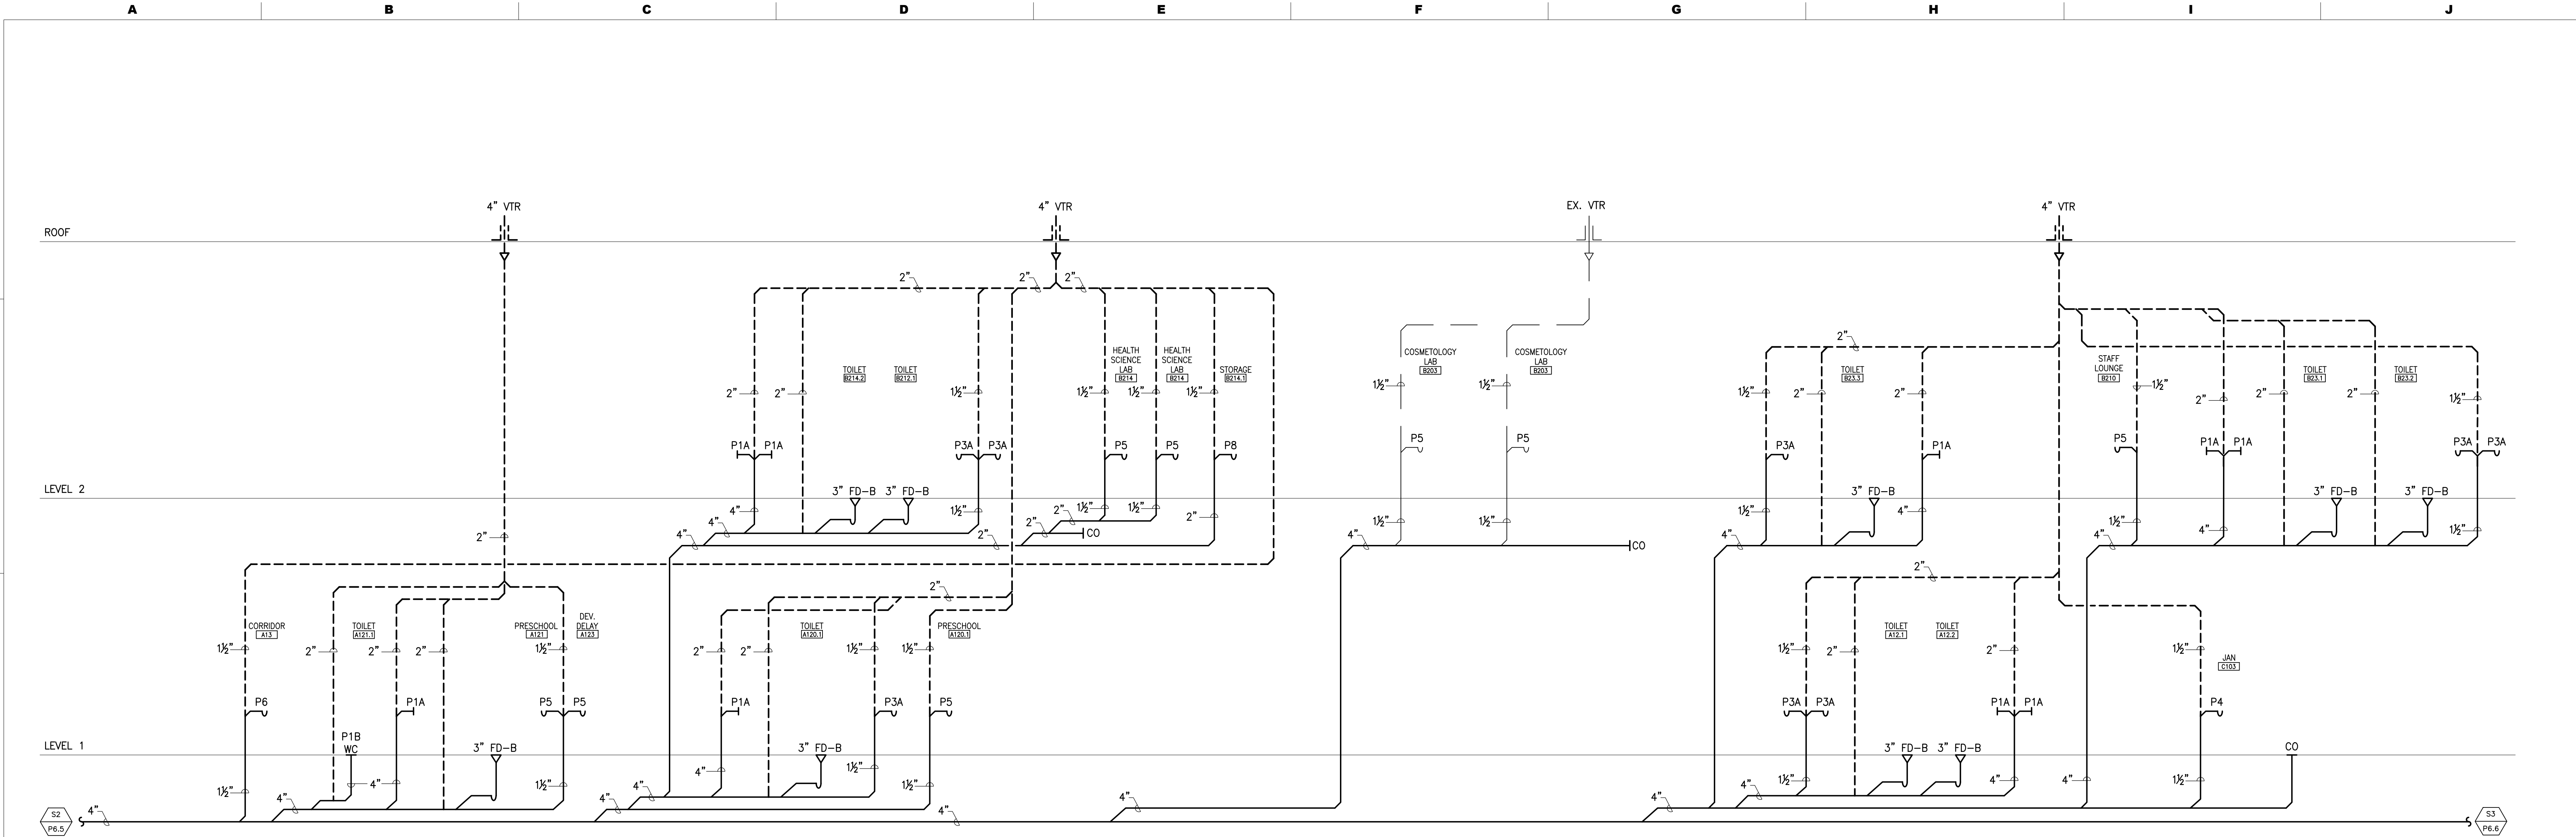 A B C D E F G H I J
4" VTR 4" VTR EX. VTR 4" VTR
ROOF
2" 2" 2"
2"
HEALTH SCIENCE LAB B214
HEALTH SCIENCE LAB B214
COSMETOLOGY LAB B203
COSMETOLOGY LAB B203
STAFF LOUNGE B210
TOILET B214.2
TOILET B212.1
STORAGE B214.1
TOILET B23.3
TOILET B23.1
TOILET B23.2
2" 2" 1½" 1½" 1½" 1½" 1½" 1½" 1½" 2" 2" 1½" 2" 2" 2" 1½"
P1A P1A P3A P3A P5 P5 P8 P5 P5 P3A P1A P5 P1A P1A P3A P3A
LEVEL 2
3" FD-B 3" FD-B 3" FD-B 3" FD-B 3" FD-B
4" 1½" 1½" 1½" 2" 1½" 1½" 1½" 4" 1½" 4" 1½"
2" 4" 4" 2" 2" 2" CO 4" CO 4" 4"
2" 2"
CORRIDOR A13
TOILET A121.1
PRESCHOOL A121
DEV. DELAY A123
TOILET A120.1
PRESCHOOL A120.1
TOILET A12.1
TOILET A12.2
JAN C103
1½" 2" 2" 2" 1½" 2" 2" 1½" 1½" 1½" 2" 2" 1½"
P6 P1A P5 P5 P1A P3A P5 P3A P3A P1A P1A P4
P1B
WC
LEVEL 1
3" FD-B 3" FD-B 3" FD-B 3" FD-B CO
1½" 4" 1½" 4" 1½" 1½" 1½" 4" 4" 1½"
4" 4" 4" 4" 4" 4"
4" 4"
S2
P6.5
S3
P6.6